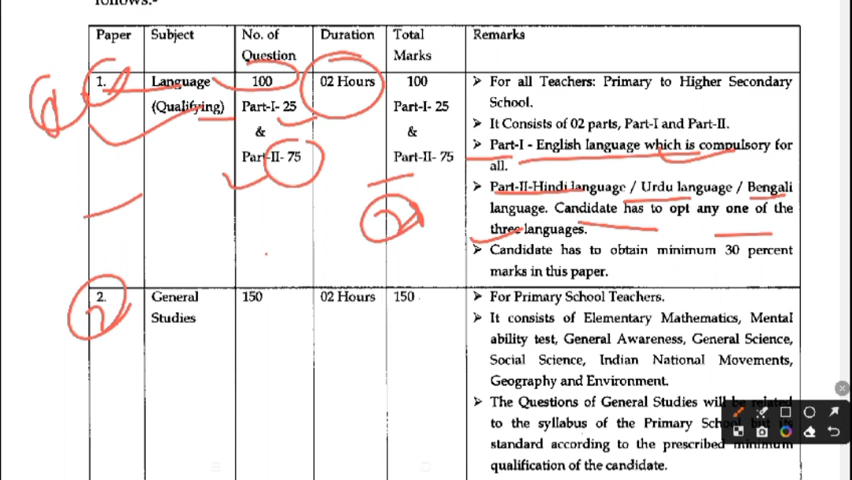 follows:-
Paper Subject No. of Question Duration Total Marks Remarks
1. Language (Qualifying) 100 Part-I- 25 & Part-II- 75 02 Hours 100 Part-I- 25 & Part-II- 75
➢ For all Teachers: Primary to Higher Secondary
School.
➢ It Consists of 02 parts, Part-I and Part-II.
➢ Part-I - English language which is compulsory for
all.
➢ Part-II-Hindi language / Urdu language / Bengali
language. Candidate has to opt any one of the
three languages.
➢ Candidate has to obtain minimum 30 percent
marks in this paper.
2. General Studies 150 02 Hours 150
➢ For Primary School Teachers.
➢ It consists of Elementary Mathematics, Mental
ability test, General Awareness, General Science,
Social Science, Indian National Movements,
Geography and Environment.
➢ The Questions of General Studies will be related
to the syllabus of the Primary School but its
standard according to the prescribed minimum
qualification of the candidate.